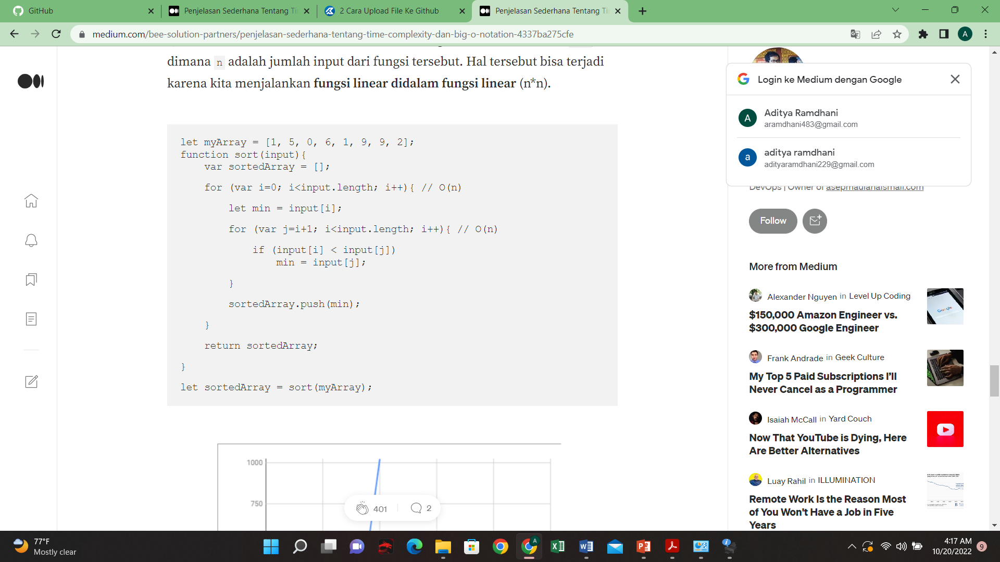 GitHub
Penjelasan Sederhana Tentang Ti
2 Cara Upload File Ke Github
Penjelasan Sederhana Tentang Ti
medium.com/bee-solution-partners/penjelasan-sederhana-tentang-time-complexity-dan-big-o-notation-4337ba275cfe
A
dimana n adalah jumlah input dari fungsi tersebut. Hal tersebut bisa terjadi
karena kita menjalankan fungsi linear didalam fungsi linear (n*n).
let myArray = [1, 5, 0, 6, 1, 9, 9, 2];
function sort(input){
var sortedArray = [];
for (var i=0; i<input.length; i++){ // O(n)
let min = input[i];
for (var j=i+1; i<input.length; i++){ // O(n)
if (input[i] < input[j])
min = input[j];
}
sortedArray.push(min);
}
return sortedArray;
}
let sortedArray = sort(myArray);
1000
750
401
2
Login ke Medium dengan Google
A
Aditya Ramdhani
aramdhani483@gmail.com
a
aditya ramdhani
adityaramdhani229@gmail.com
DevOps | Owner of asepmaulanaismail.com
Follow
More from Medium
Alexander Nguyen in Level Up Coding
$150,000 Amazon Engineer vs.
$300,000 Google Engineer
Google
Frank Andrade in Geek Culture
My Top 5 Paid Subscriptions I'll
Never Cancel as a Programmer
Isaiah McCall in Yard Couch
Now That YouTube is Dying, Here
Are Better Alternatives
Luay Rahil in ILLUMINATION
Remote Work Is the Reason Most
of You Won't Have a Job in Five
Years
77°F
Mostly clear
4:17 AM
10/20/2022
9